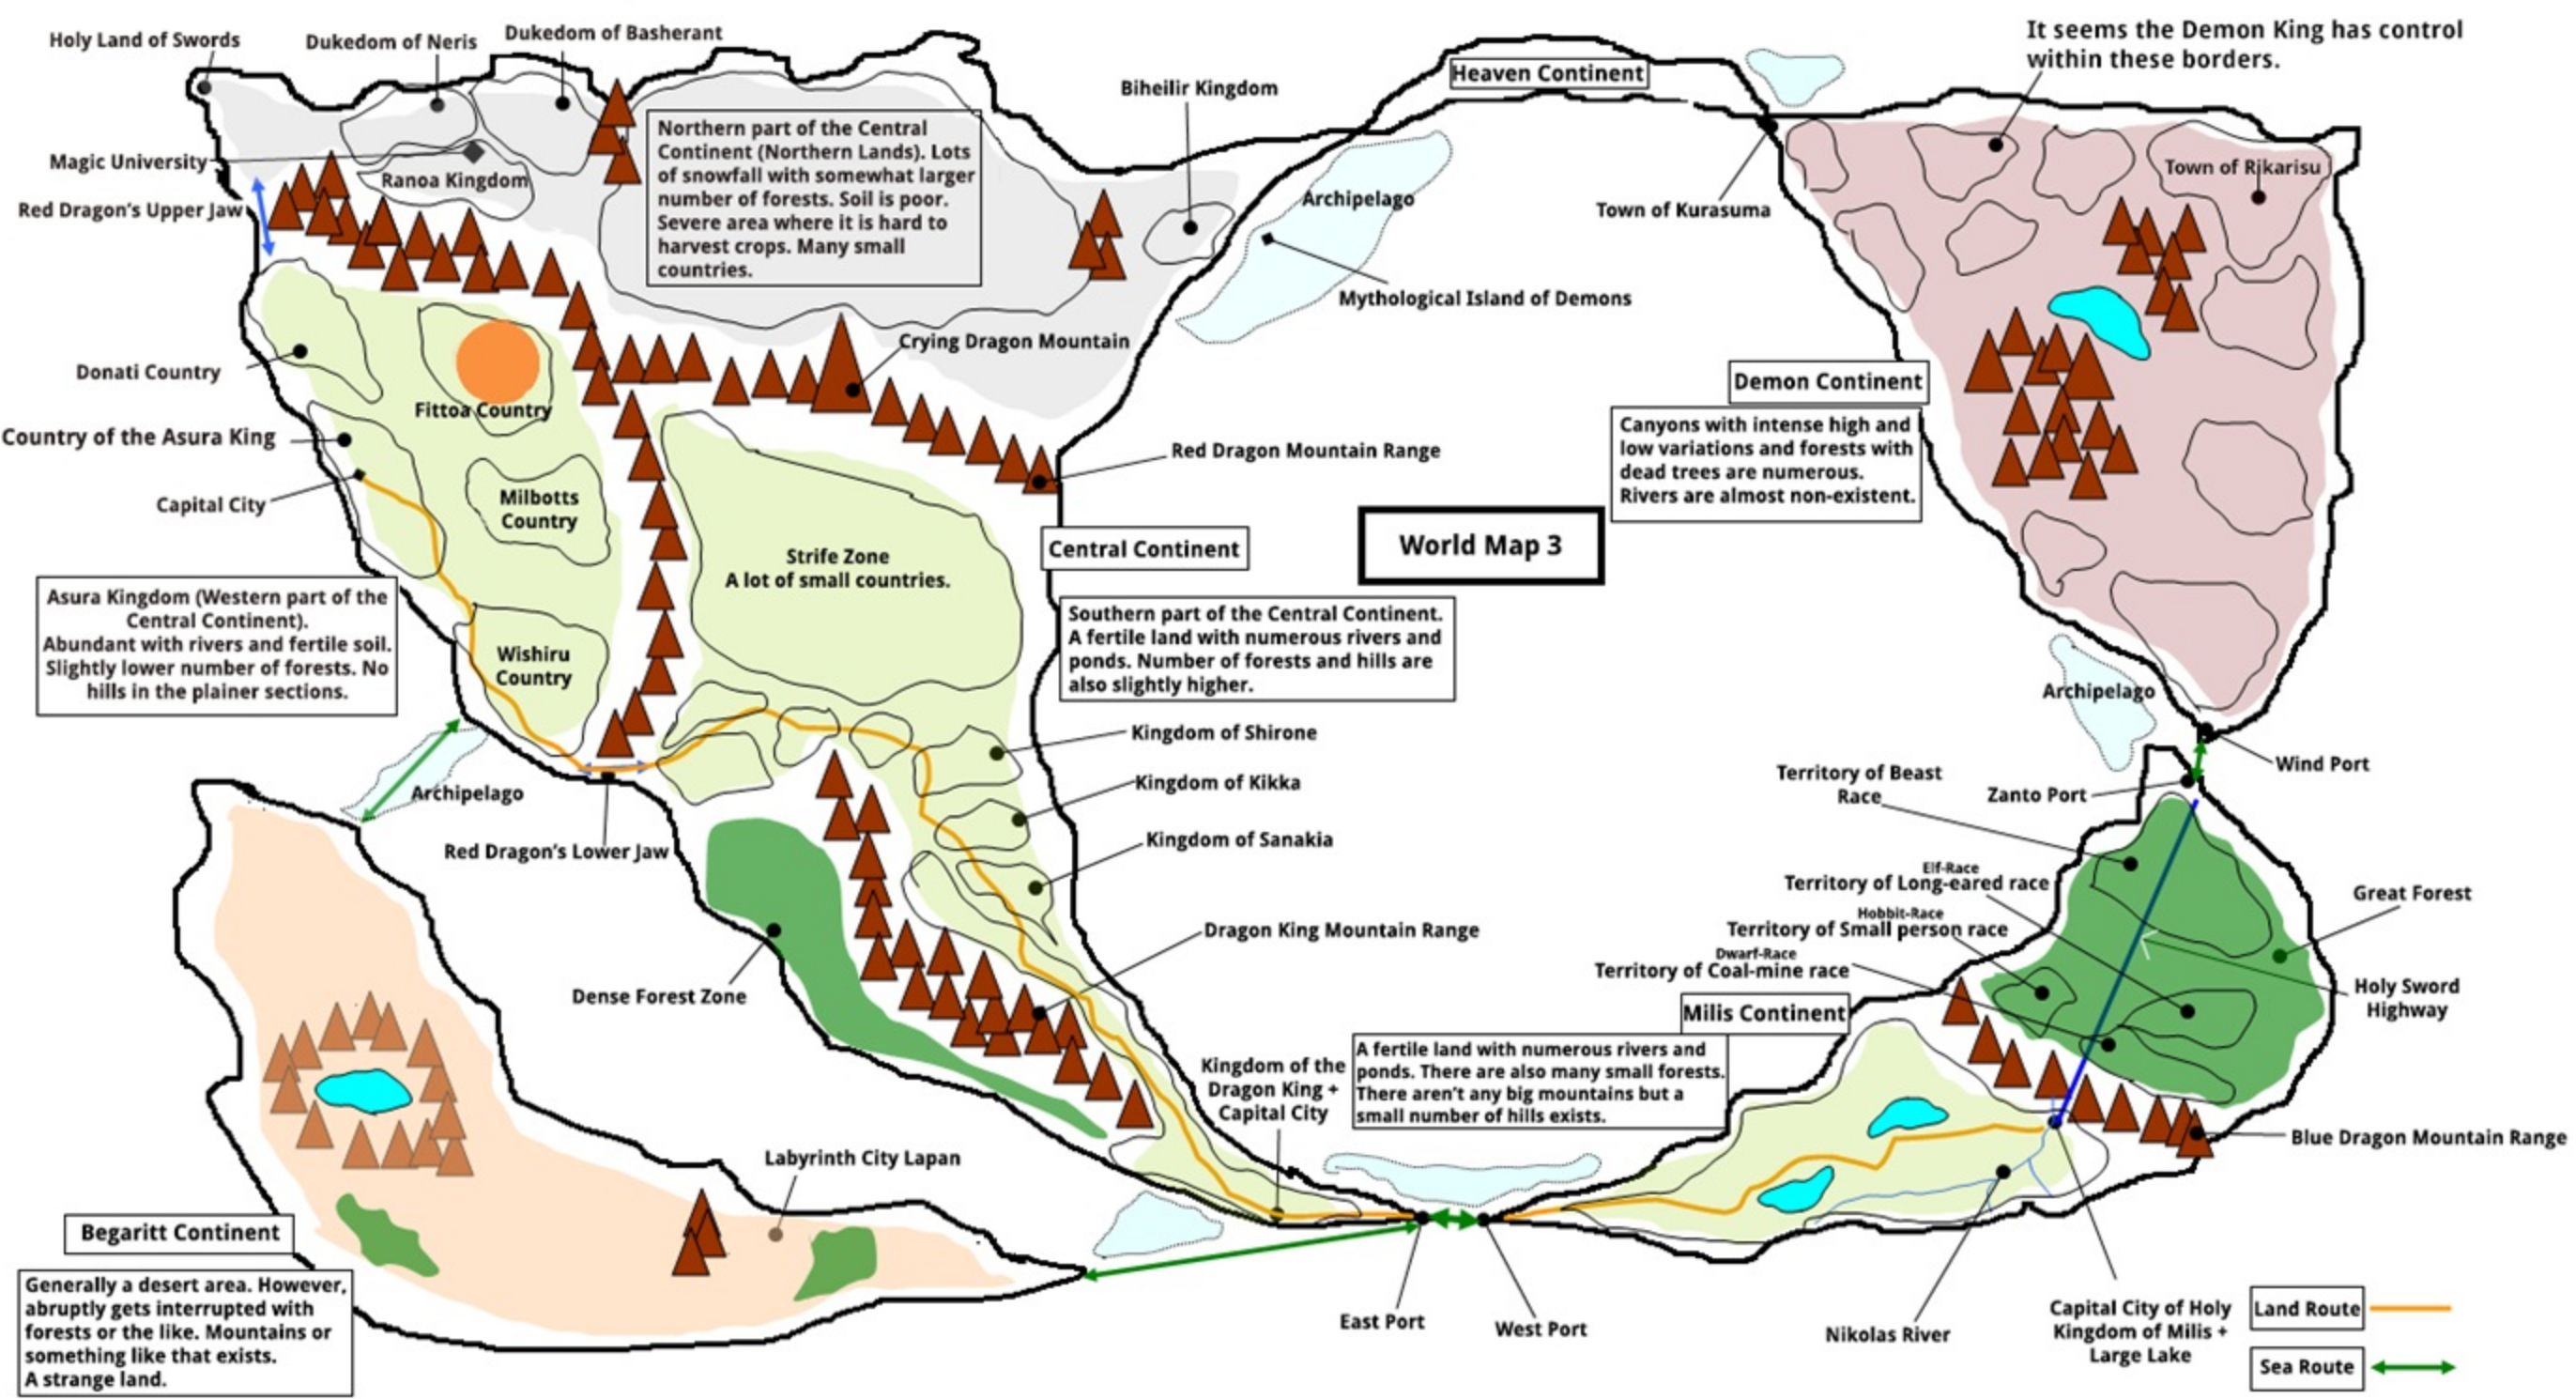 Holy Land of Swords
Dukedom of Neris
Dukedom of Basherant
Magic University
Ranoa Kingdom
Red Dragon's Upper Jaw
Northern part of the Central
Continent (Northern Lands). Lots
of snowfall with somewhat larger
number of forests. Soil is poor.
Severe area where it is hard to
harvest crops. Many small
countries.
Biheilir Kingdom
Heaven Continent
It seems the Demon King has control
within these borders.
Archipelago
Mythological Island of Demons
Town of Kurasuma
Town of Rikarisu
Crying Dragon Mountain
Donati Country
Fittoa Country
Country of the Asura King
Capital City
Milbotts
Country
Red Dragon Mountain Range
Demon Continent
Canyons with intense high and
low variations and forests with
dead trees are numerous.
Rivers are almost non-existent.
World Map 3
Central Continent
Strife Zone
A lot of small countries.
Southern part of the Central Continent.
A fertile land with numerous rivers and
ponds. Number of forests and hills are
also slightly higher.
Asura Kingdom (Western part of the
Central Continent).
Abundant with rivers and fertile soil.
Slightly lower number of forests. No
hills in the plainer sections.
Wishiru
Country
Archipelago
Red Dragon's Lower Jaw
Kingdom of Shirone
Kingdom of Kikka
Kingdom of Sanakia
Dragon King Mountain Range
Dense Forest Zone
Archipelago
Wind Port
Zanto Port
Territory of Beast
Race
Elf-Race
Territory of Long-eared race
Hobbit-Race
Territory of Small person race
Dwarf-Race
Territory of Coal-mine race
Great Forest
Holy Sword
Highway
Milis Continent
A fertile land with numerous rivers and
ponds. There are also many small forests.
There aren't any big mountains but a
small number of hills exists.
Kingdom of the
Dragon King +
Capital City
Blue Dragon Mountain Range
Labyrinth City Lapan
Begaritt Continent
Generally a desert area. However,
abruptly gets interrupted with
forests or the like. Mountains or
something like that exists.
A strange land.
East Port
West Port
Nikolas River
Capital City of Holy
Kingdom of Milis +
Large Lake
Land Route
Sea Route